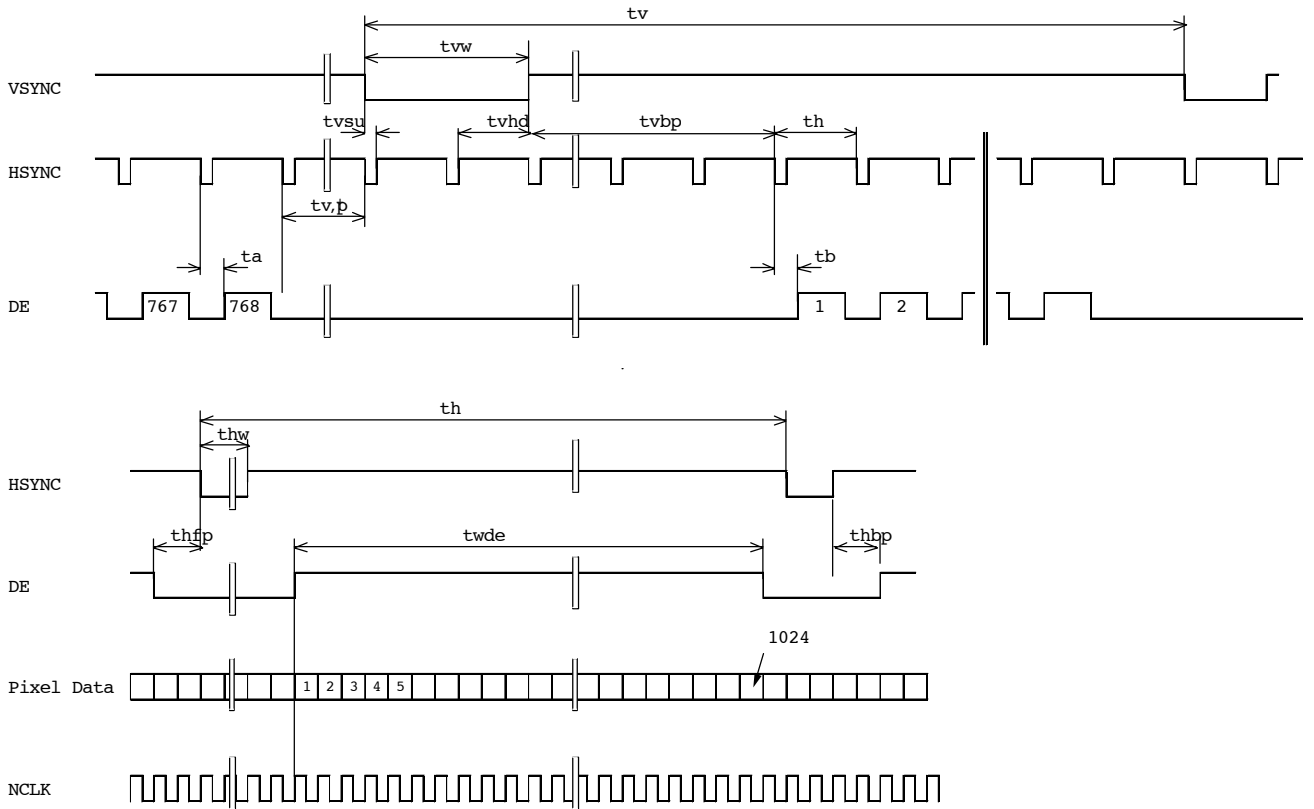 tv
tvw
VSYNC
tvsu
tvhd
tvbp
th
HSYNC
ta
tb
DE
767
768
1
2
th
thw
HSYNC
thfp
twde
thbp
DE
1024
Pixel Data
1 2 3 4 5
NCLK